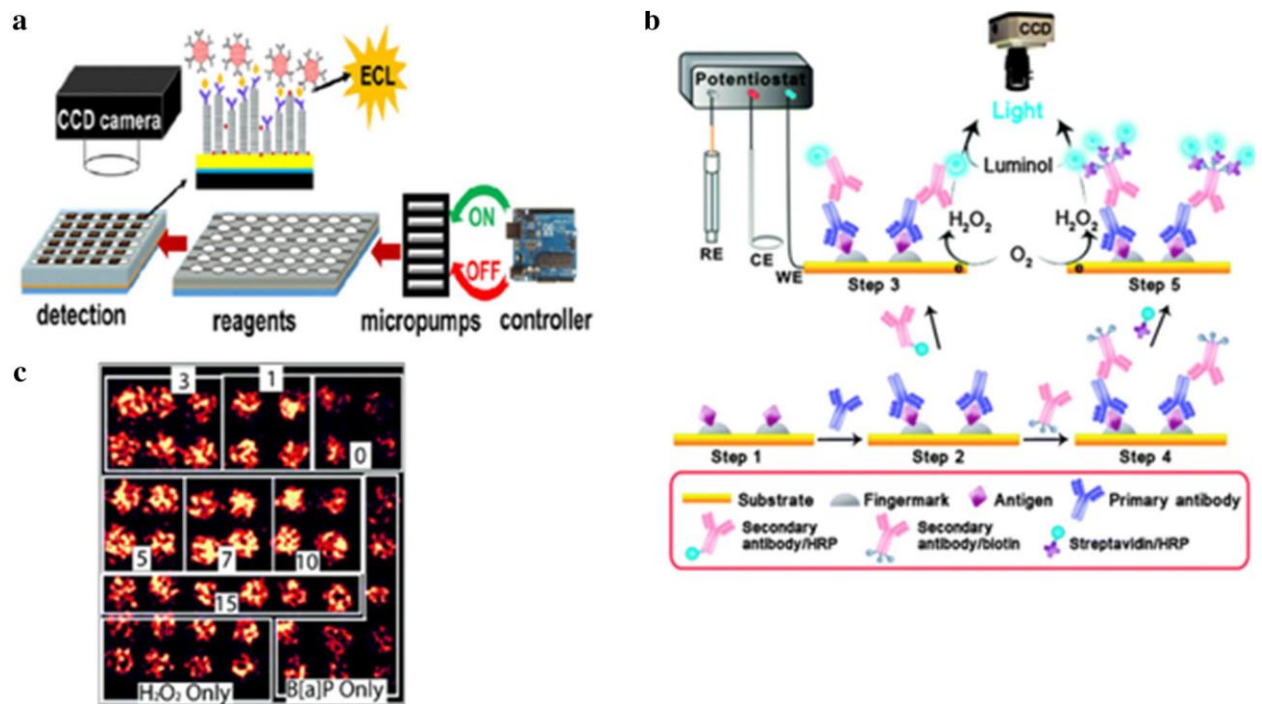 a
CCD camera
ECL
ON
OFF
detection
reagents
micropumps
controller
b
CCD
Potentiostat
Light
Luminol
H₂O₂
H₂O₂
O₂
RE
CE
WE
Step 3
Step 5
Step 1
Step 2
Step 4
Substrate
Fingermark
Antigen
Primary antibody
Secondary
antibody/HRP
Secondary
antibody/biotin
Streptavidin/HRP
c
3
1
0
5
7
10
15
H₂O₂ Only
B[a]P Only